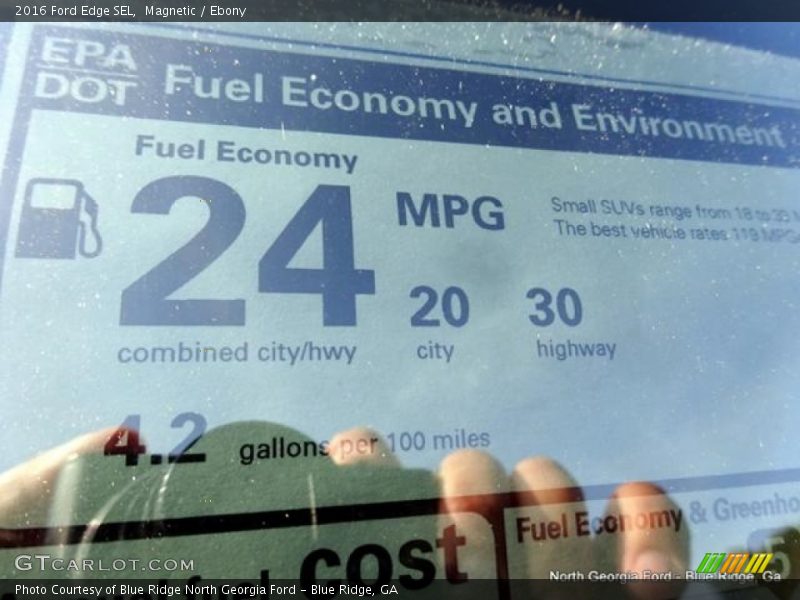 2016 Ford Edge SEL, Magnetic / Ebony
EPA
DOT
Fuel Economy and Environment
Fuel Economy
24 MPG
Small SUVs range from 18 to
The best vehicle rates 119 MPG
20 30
combined city/hwy city highway
4.2 gallons per 100 miles
Fuel Economy & Greenho
cost
5
GTCARLOT.COM
North Georgia Ford - Blue Ridge, Ga
Photo Courtesy of Blue Ridge North Georgia Ford - Blue Ridge, GA